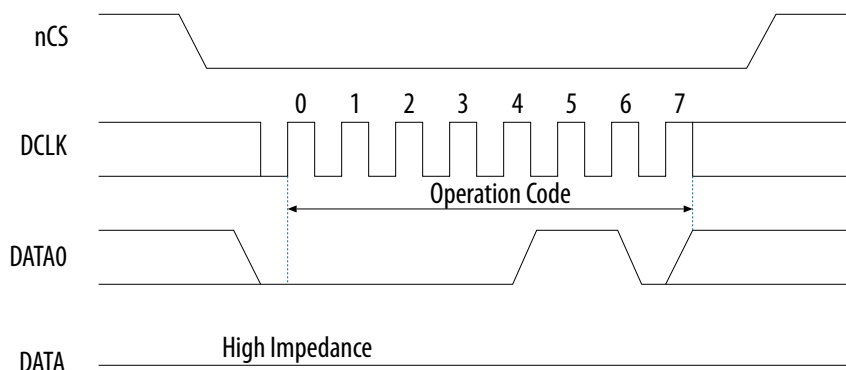 nCS
0 1 2 3 4 5 6 7
DCLK
Operation Code
DATA0
High Impedance
DATA